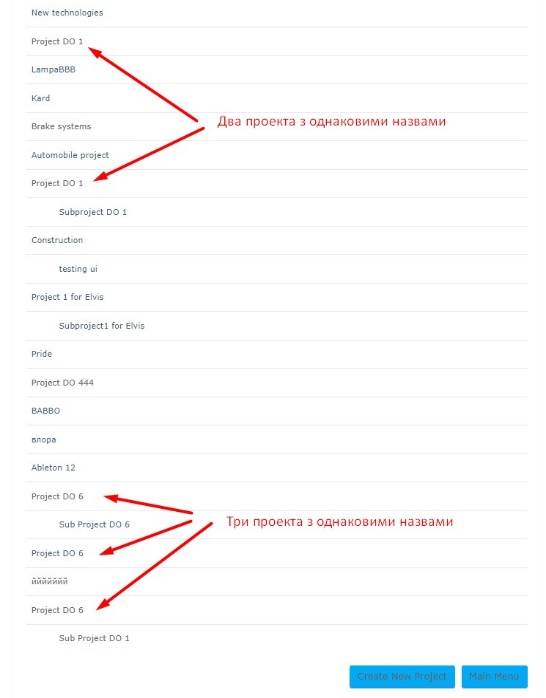 New technologies
Project DO 1
LampaBBB
Kard
Два проекта з однаковими назвами
Brake systems
Automobile project
Project DO 1
Subproject DO 1
Construction
testing ui
Project 1 for Elvis
Subproject1 for Elvis
Pride
Project DO 444
BABBO
влора
Ableton 12
Project DO 6
Три проекта з однаковими назвами
Sub Project DO 6
Project DO 6
йййййй
Project DO 6
Sub Project DO 1
Create New Project Main Menu